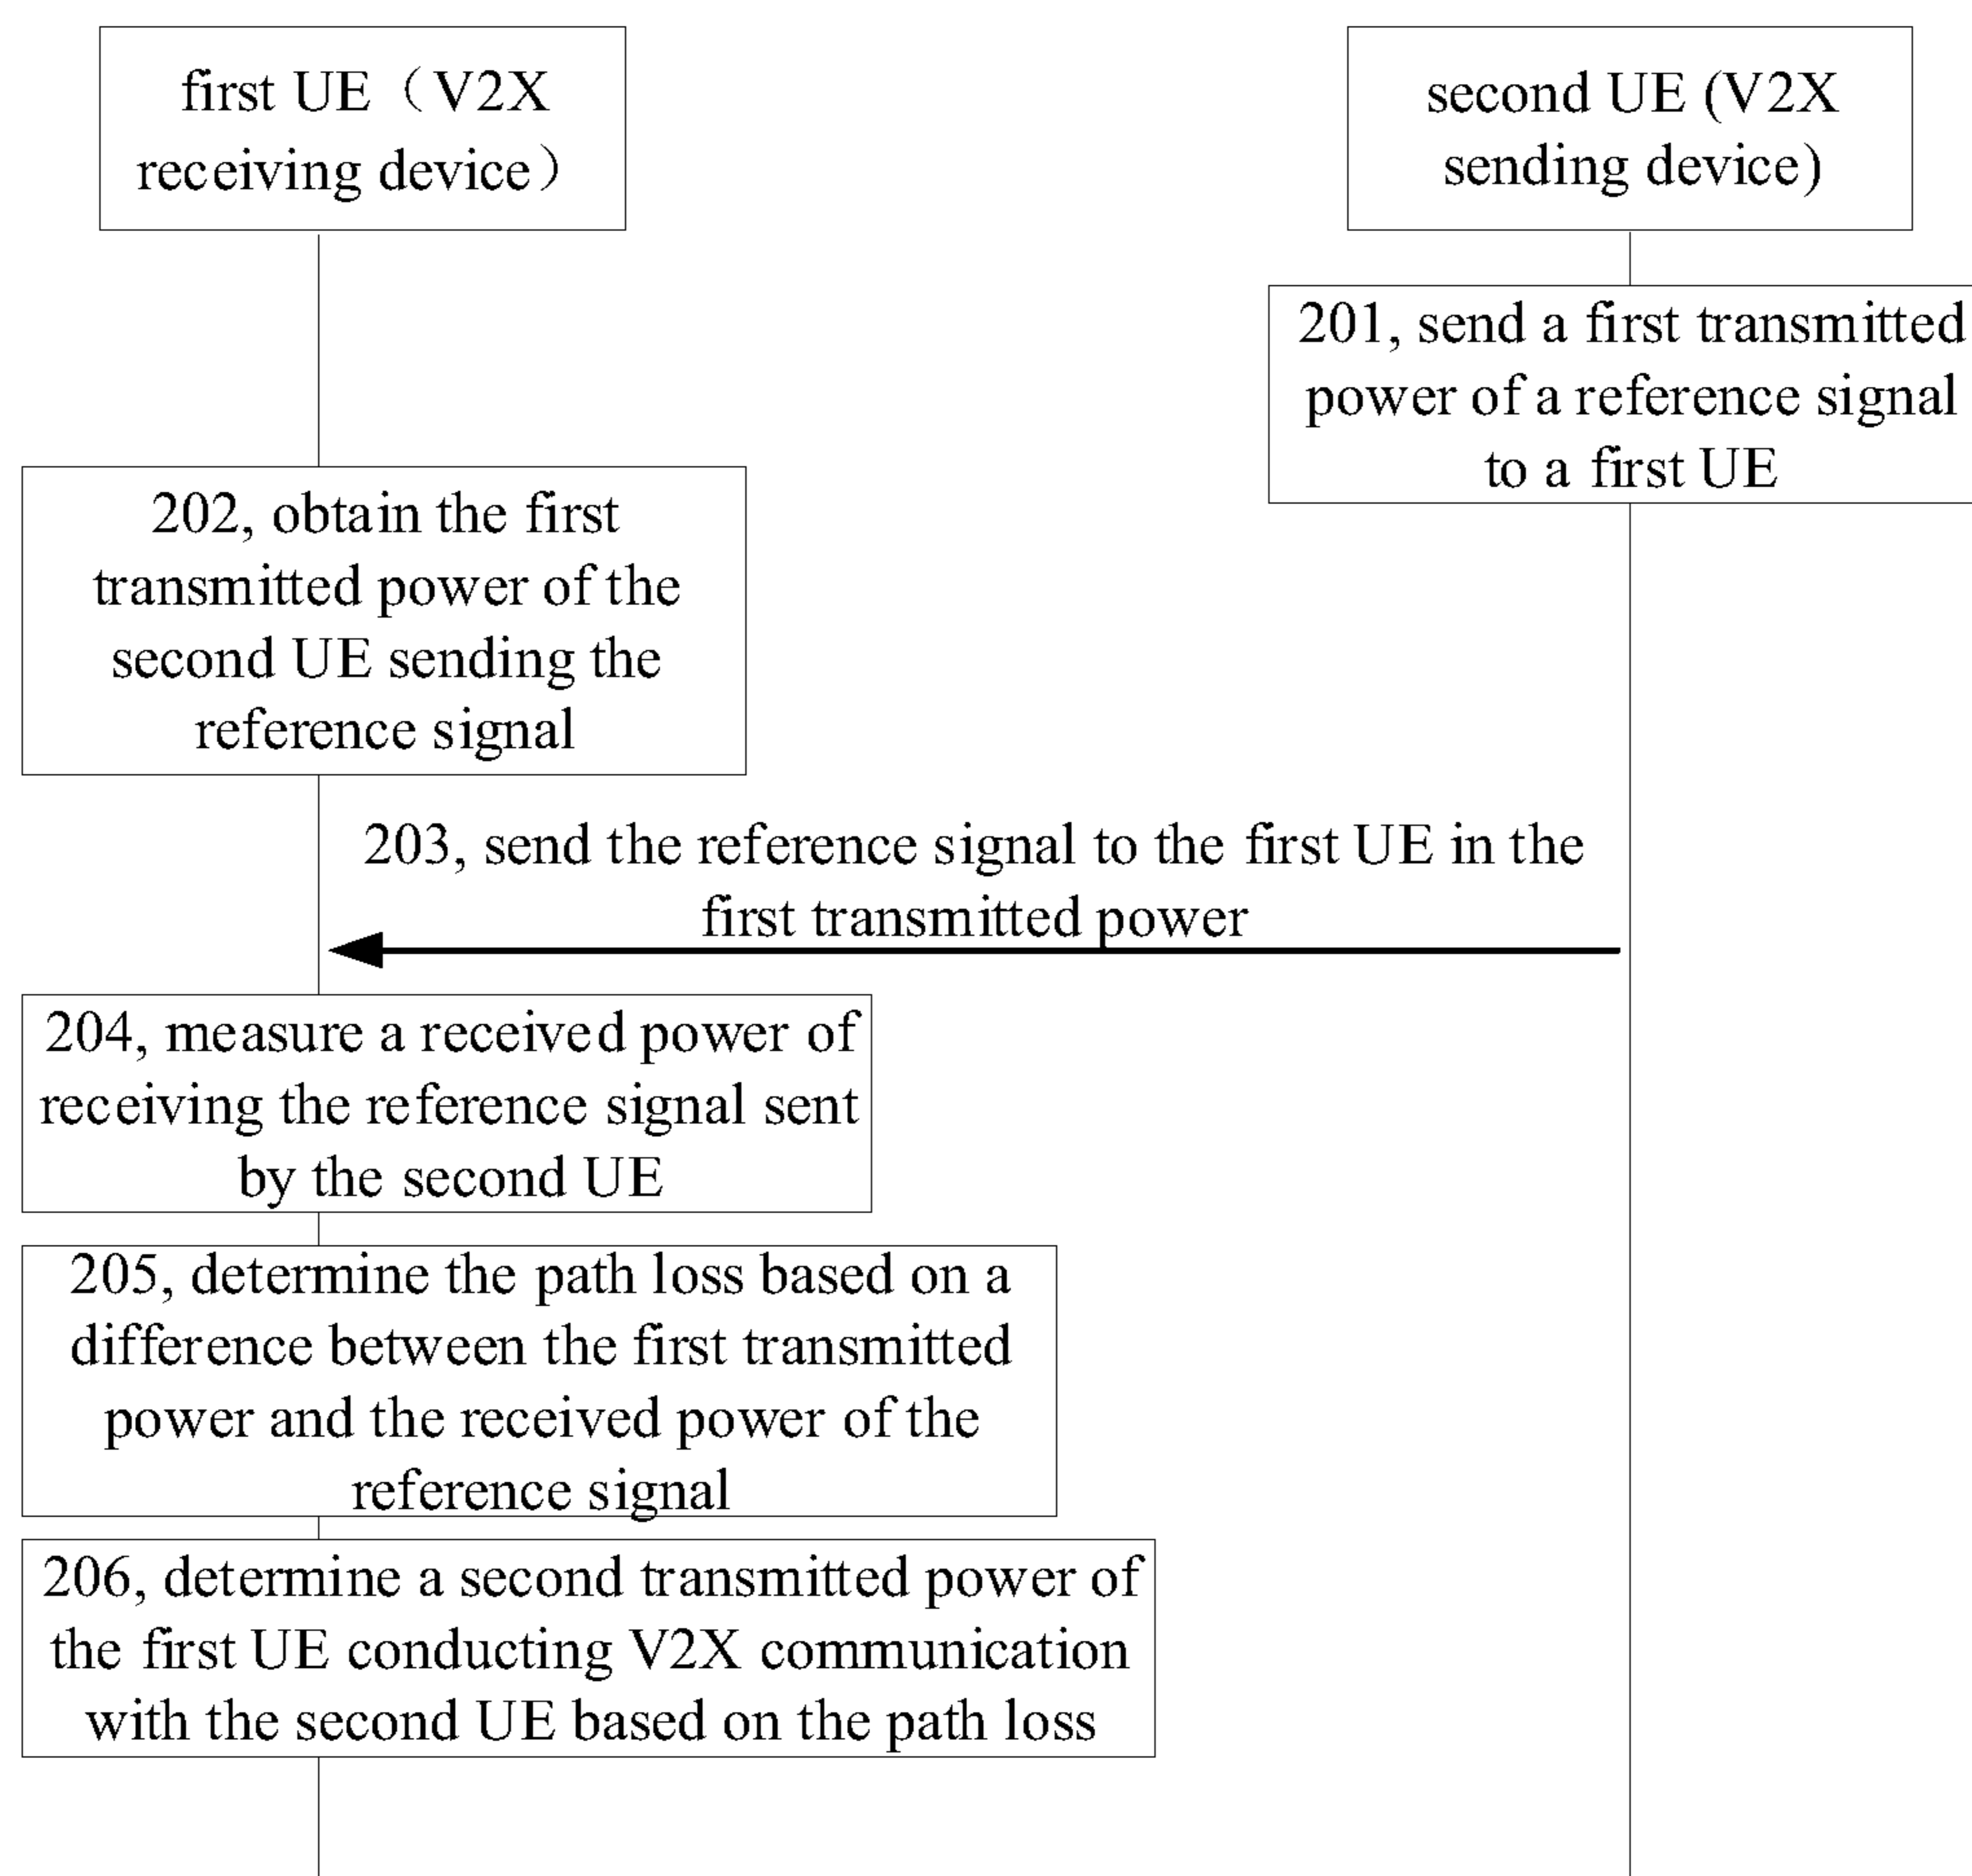 first UE（V2X
receiving device）
second UE (V2X
sending device)
201, send a first transmitted
power of a reference signal
to a first UE
202, obtain the first
transmitted power of the
second UE sending the
reference signal
203, send the reference signal to the first UE in the
first transmitted power
204, measure a received power of
receiving the reference signal sent
by the second UE
205, determine the path loss based on a
difference between the first transmitted
power and the received power of the
reference signal
206, determine a second transmitted power of
the first UE conducting V2X communication
with the second UE based on the path loss